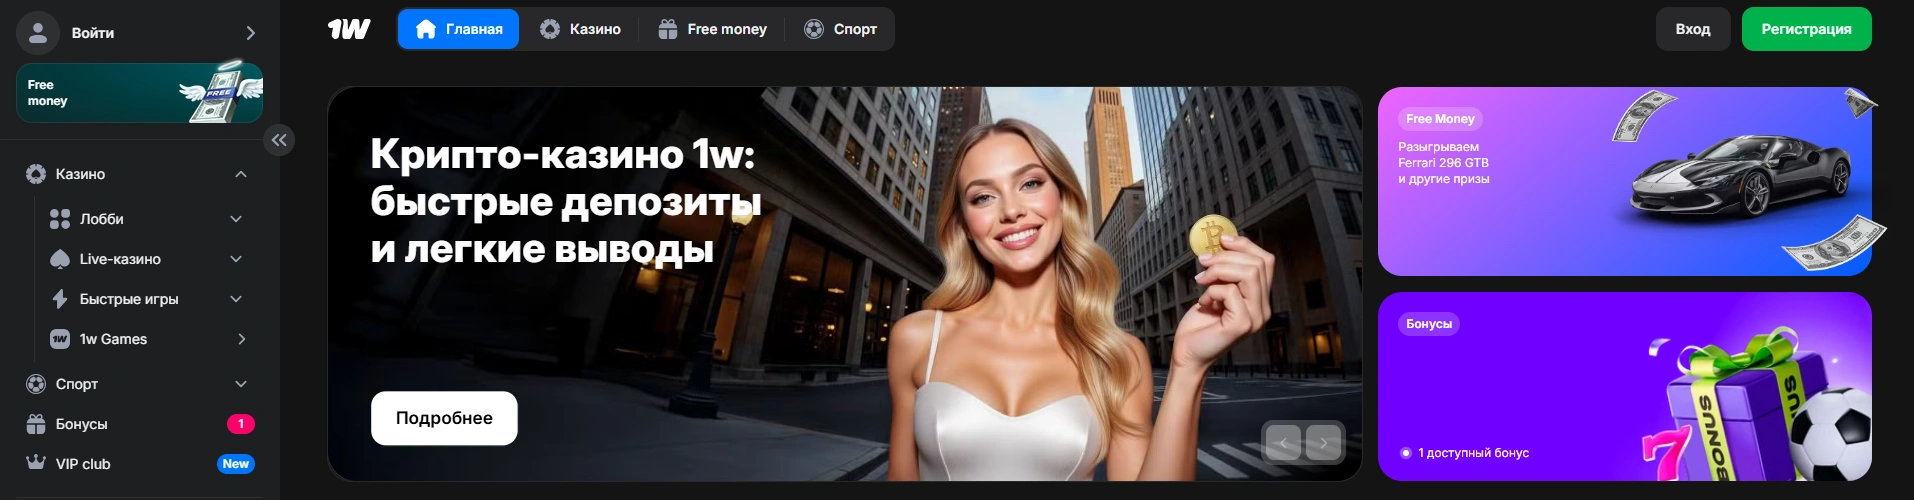 Войти
Free
money
FREE
Казино
Лобби
Live-казино
Быстрые игры
1w Games
Спорт
Бонусы
1
VIP club
New
1W
Главная
Казино
Free money
Спорт
Вход
Регистрация
Крипто-казино 1w:
быстрые депозиты
и легкие выводы
Подробнее
Free Money
Разыгрываем
Ferrari 296 GTB
и другие призы
Бонусы
1 доступный бонус
BONUS
BONUS
7